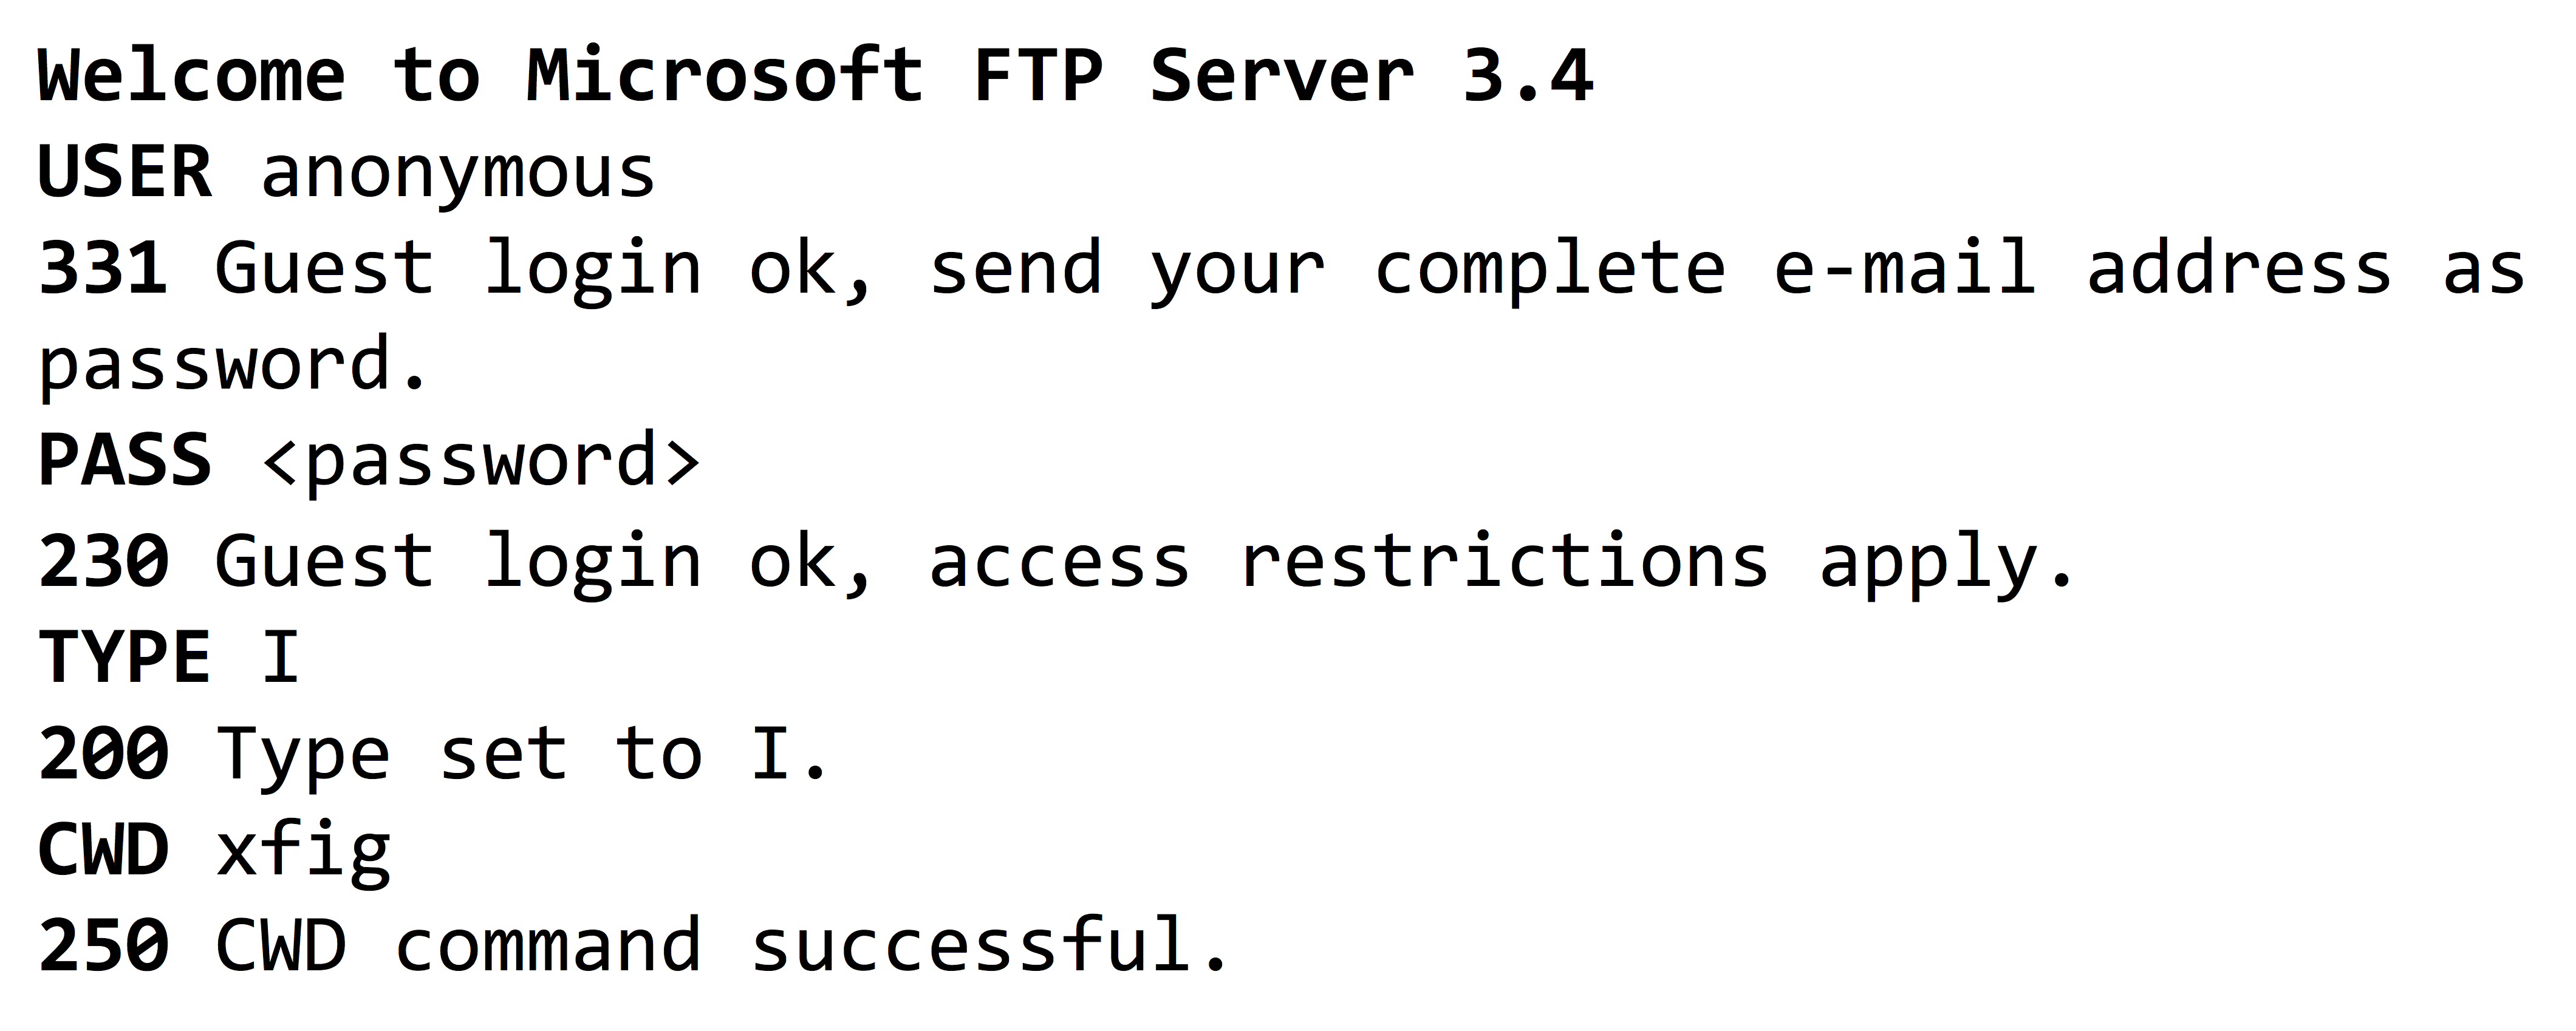 Welcome to Microsoft FTP Server 3.4
USER anonymous
331 Guest login ok, send your complete e-mail address as
password.
PASS <password>
230 Guest login ok, access restrictions apply.
TYPE I
200 Type set to I.
CWD xfig
250 CWD command successful.